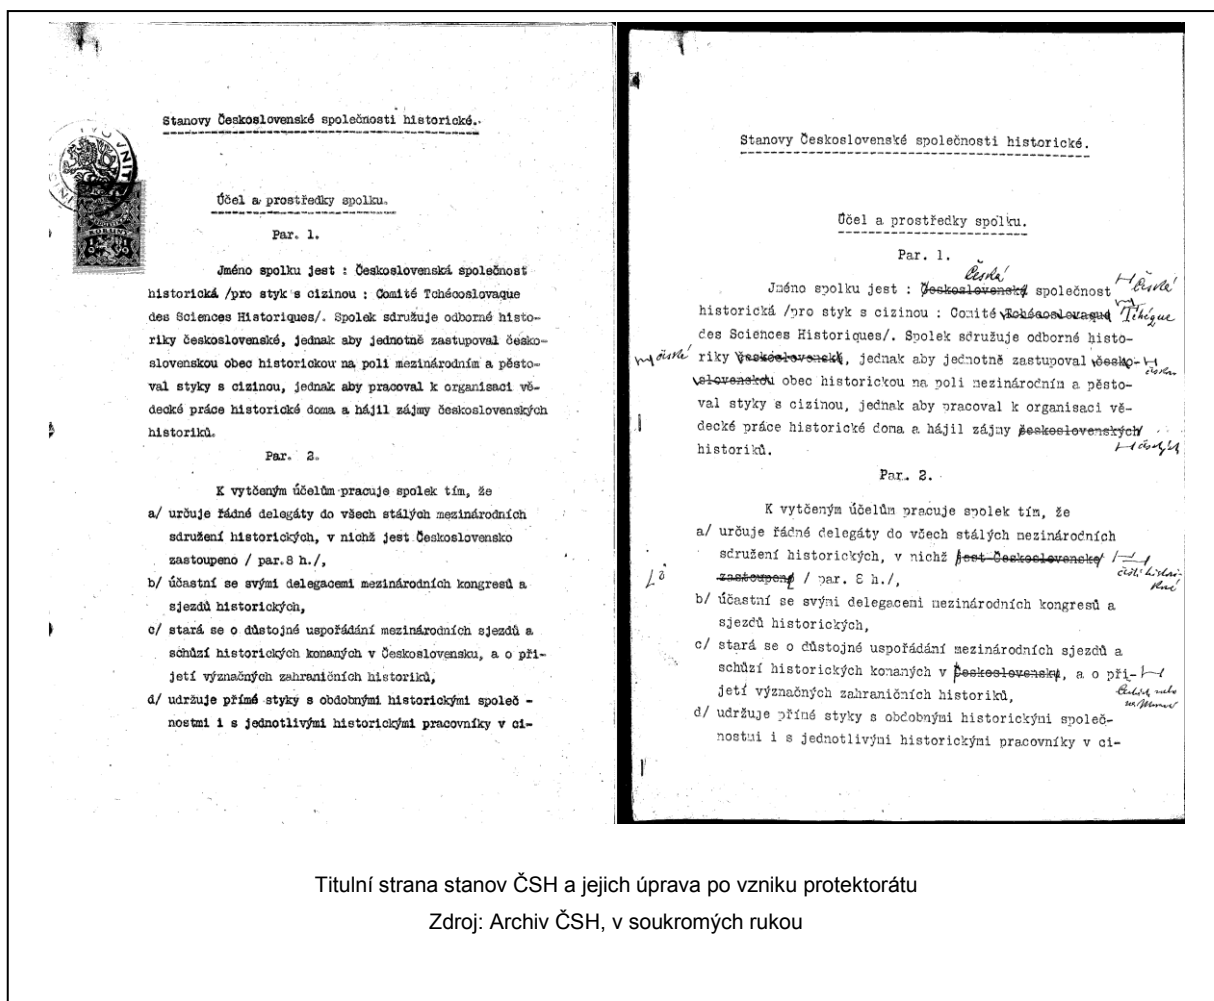 Stanovy Československé společnosti historické.
Účel a prostředky spolku.
Par. 1.
Jméno spolku jest : Československá společnost
historická /pro styk s cizinou : Comité Tchécoslovaque
des Sciences Historiques/. Spolek sdružuje odborné histo-
riky československé, jednak aby jednotně zastupoval česko-
slovenskou obec historickou na poli mezinárodním a pěsto-
val styky s cizinou, jednak aby pracoval k organisaci vě-
decké práce historické doma a hájil zájmy československých
historiků.
Par. 2.
K vytčeným účelům pracuje spolek tím, že
a/ určuje řádné delegáty do všech stálých mezinárodních
sdružení historických, v nichž jest Československo
zastoupeno / par.8 h./,
b/ účastní se svými delegacemi mezinárodních kongresů a
sjezdů historických,
c/ stará se o důstojné uspořádání mezinárodních sjezdů a
schůzí historických konaných v Československu, a o při-
jetí význačných zahraničních historiků,
d/ udržuje přímé styky s obdobnými historickými společ -
nostmi i s jednotlivými historickými pracovníky v ci-
Stanovy Československé společnosti historické.
Účel a prostředky spolku.
Par. 1.
Česká
Jméno spolku jest : Československá společnost česká
historická /pro styk s cizinou : Comité Tchécoslovaque Tchéque
des Sciences Historiques/. Spolek sdružuje odborné histo-
české riky československé, jednak aby jednotně zastupoval česko-
slovenskou obec historickou na poli mezinárodním a pěsto-
val styky s cizinou, jednak aby pracoval k organisaci vě-
decké práce historické doma a hájil zájmy československých
historiků. českých
Par. 2.
K vytčeným účelům pracuje spolek tím, že
a/ určuje řádné delegáty do všech stálých mezinárodních
sdružení historických, v nichž jest Československo
zastoupeno / par. 8 h./,
b/ účastní se svými delegacemi mezinárodních kongresů a
sjezdů historických,
c/ stará se o důstojné uspořádání mezinárodních sjezdů a
schůzí historických konaných v Československu, a o při-
jetí význačných zahraničních historiků,
d/ udržuje přímé styky s obdobnými historickými společ-
nostmi i s jednotlivými historickými pracovníky v ci-
Titulní strana stanov ČSH a jejich úprava po vzniku protektorátu
Zdroj: Archiv ČSH, v soukromých rukou